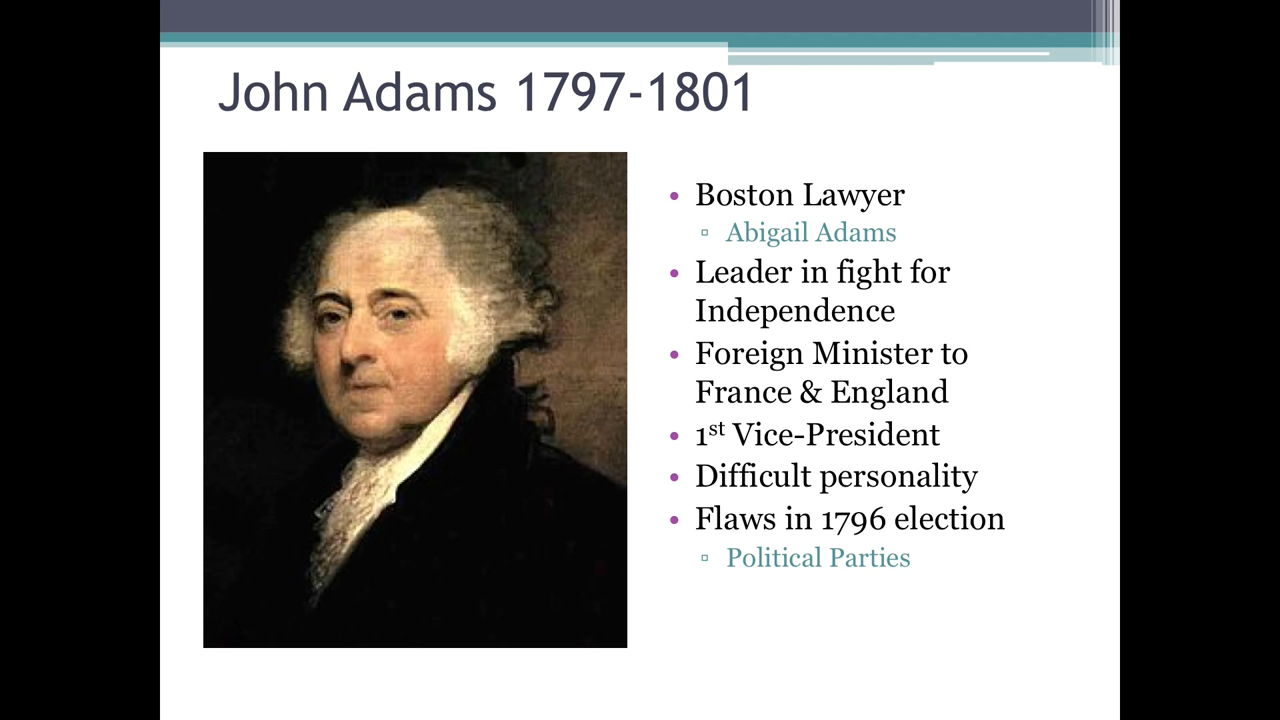 John Adams 1797-1801
• Boston Lawyer
▫ Abigail Adams
• Leader in fight for
Independence
• Foreign Minister to
France & England
• 1st Vice-President
• Difficult personality
• Flaws in 1796 election
▫ Political Parties